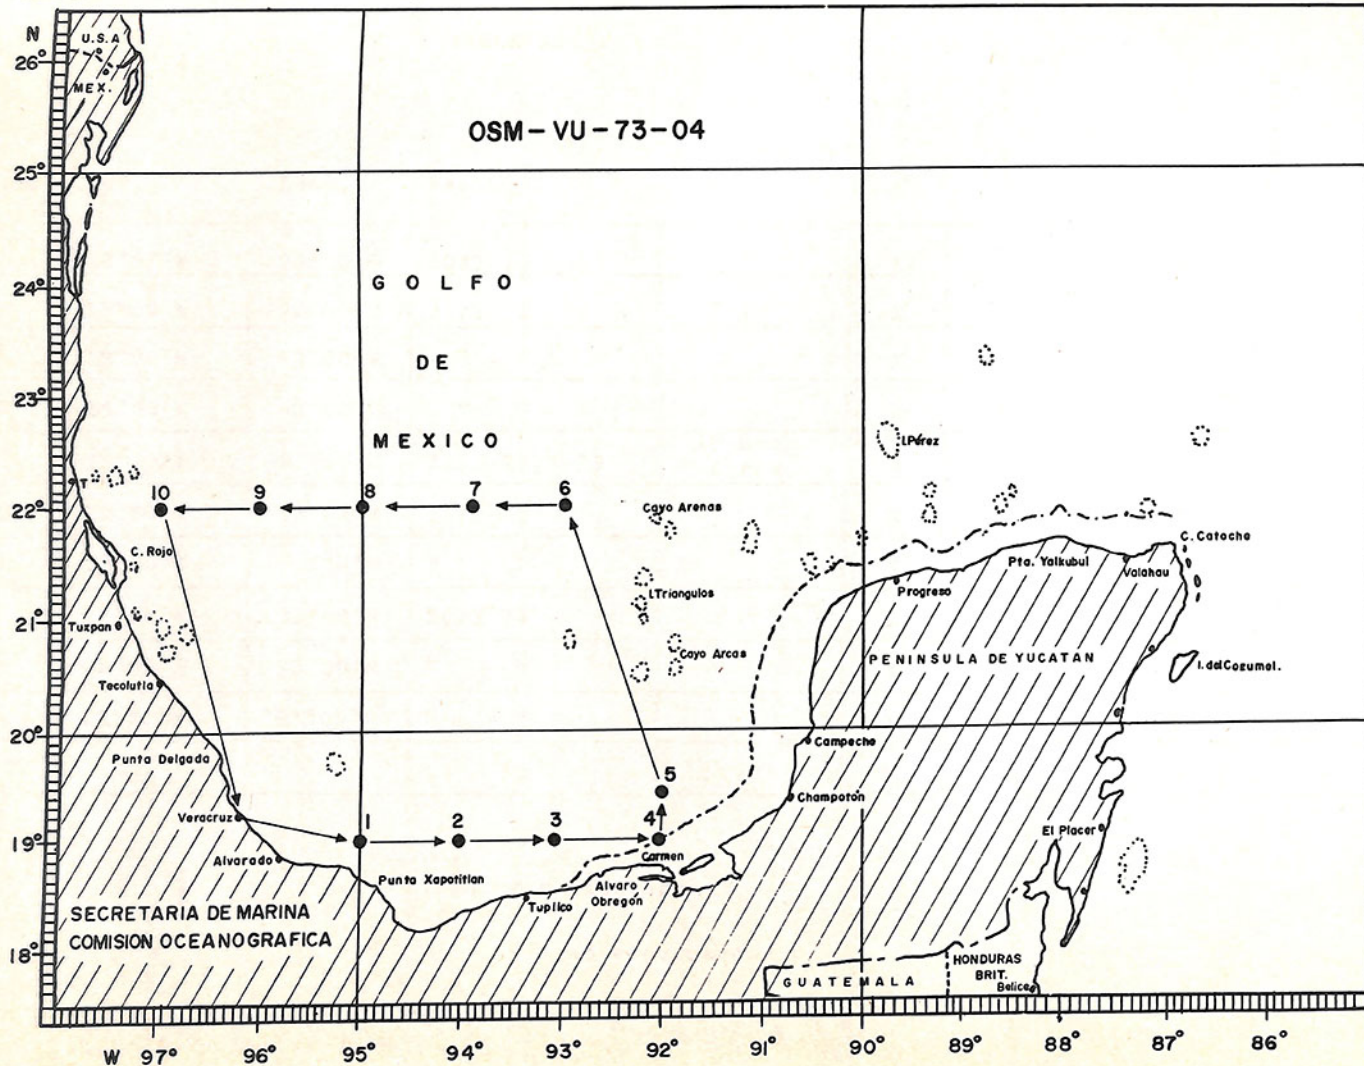 N
U.S.A
26°
MEX.
OSM-VU-73-04
25°
24°
GOLFO
DE
MEXICO
23°
I.Pérez
T
10
9
8
7
6
22°
Cayo Arenas
C. Rojo
C. Catoche
Pta. Yalkubul
Valahau
I.Triangulos
Progreso
21°
Tuxpan
Cayo Arcas
PENINSULA DE YUCATAN
I. del Cozumel.
Tecolutla
20°
Campeche
Punta Delgada
5
Champoton
Veracruz
1
2
3
4
El Placer
19°
Alvarado
Carmen
Punta Xapotitlan
Alvaro
Obregon
Tuplico
SECRETARIA DE MARINA
COMISION OCEANOGRAFICA
18°
HONDURAS
BRIT.
GUATEMALA
Belice
W 97° 96° 95° 94° 93° 92° 91° 90° 89° 88° 87° 86°